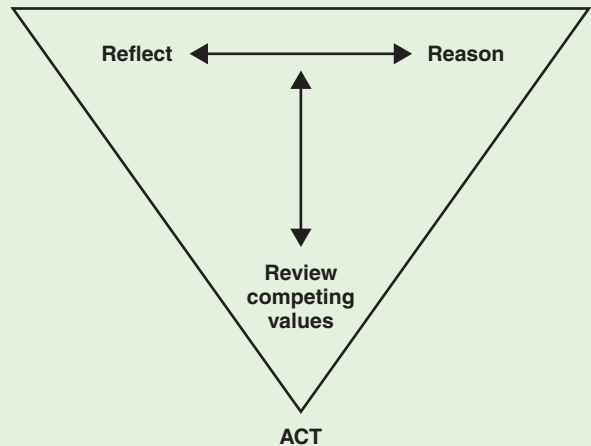 Reflect
Reason
Review
competing
values
ACT